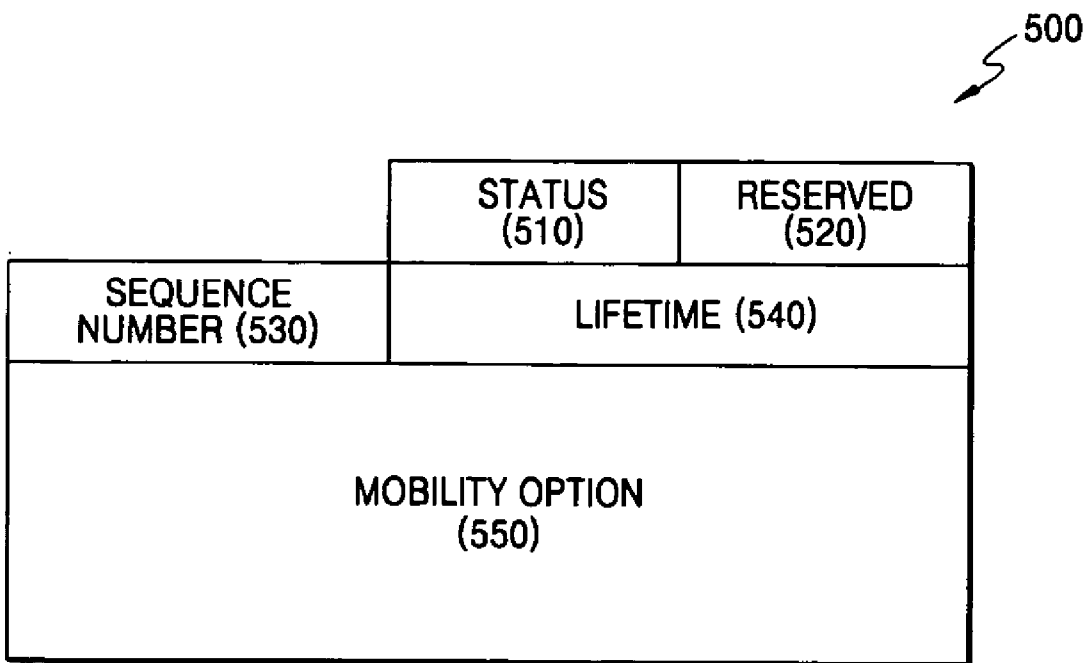 500
STATUS
(510)
RESERVED
(520)
SEQUENCE
NUMBER (530)
LIFETIME (540)
MOBILITY OPTION
(550)